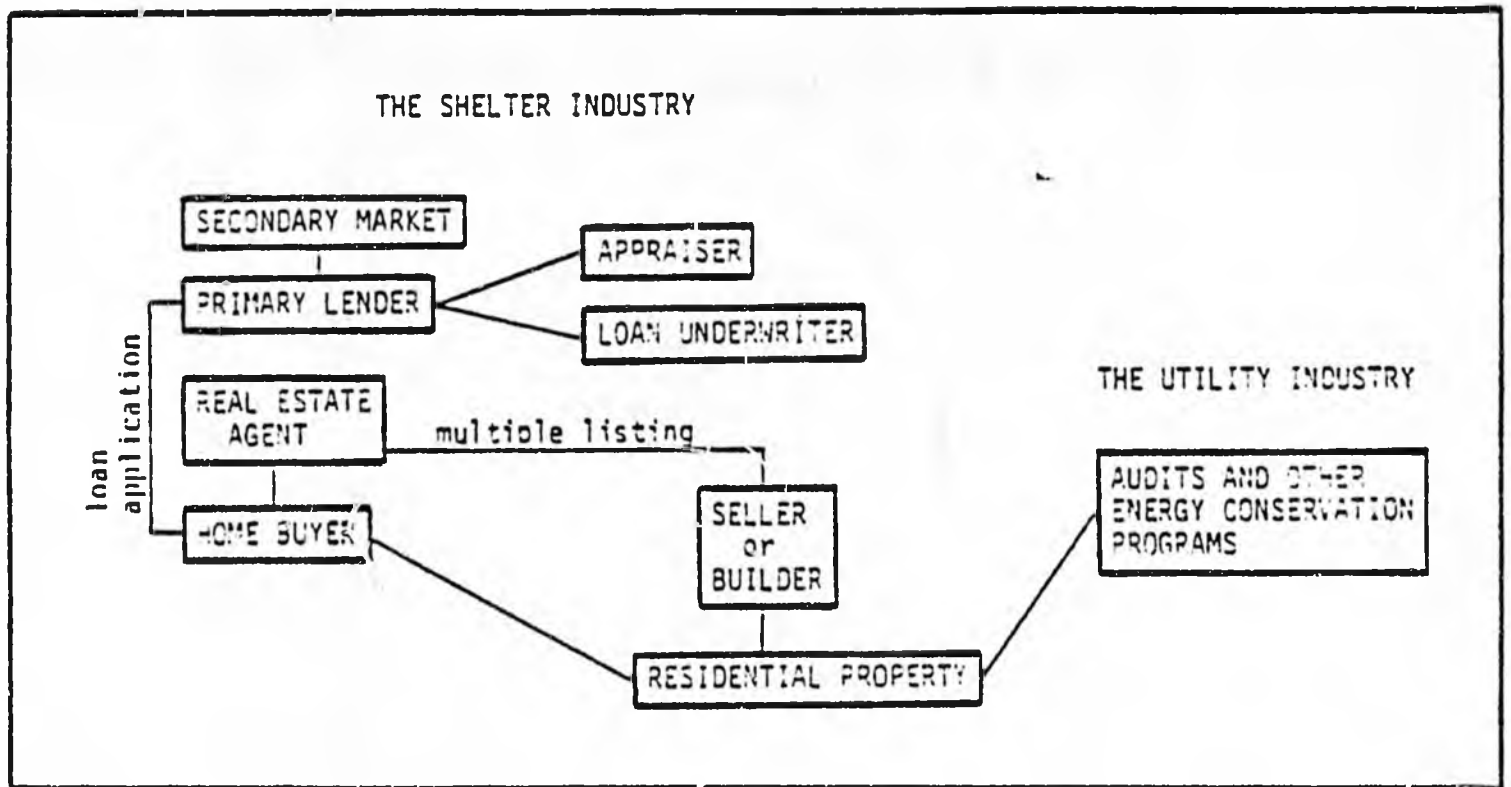 THE SHELTER INDUSTRY
SECONDARY MARKET
APPRAISER
PRIMARY LENDER
LOAN UNDERWRITER
loan
application
REAL ESTATE
AGENT
multiple listing
HOME BUYER
SELLER
or
BUILDER
RESIDENTIAL PROPERTY
THE UTILITY INDUSTRY
AUDITS AND OTHER
ENERGY CONSERVATION
PROGRAMS